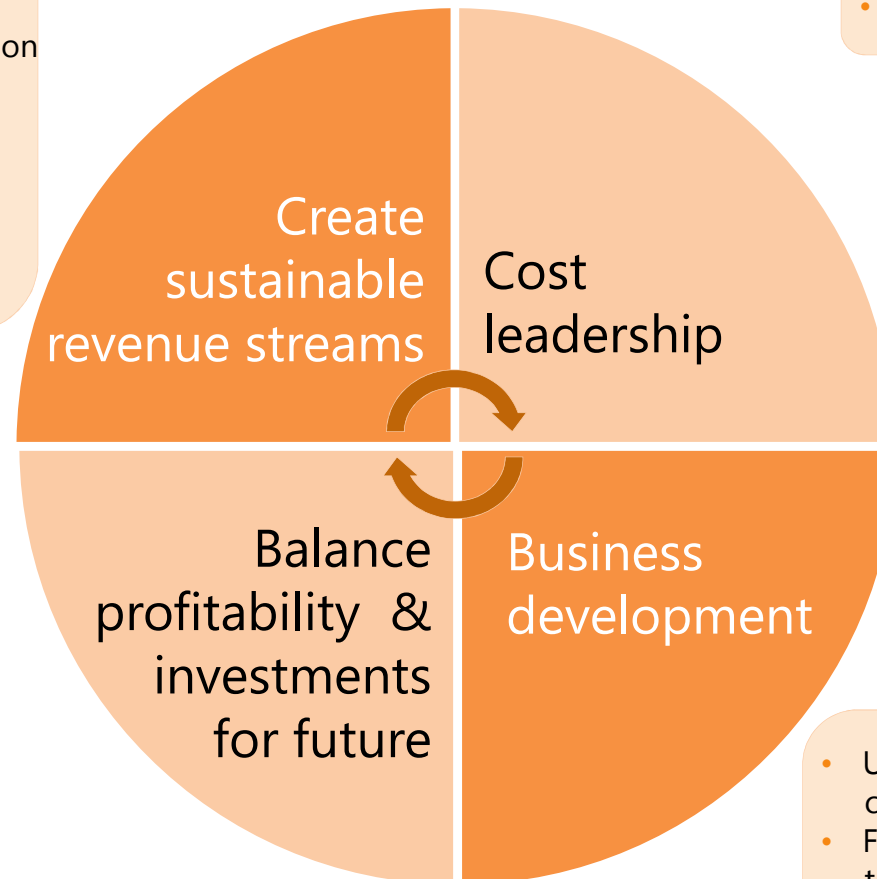 on
Create
sustainable
revenue streams
Cost
leadership
Balance
profitability &
investments
for future
Business
development